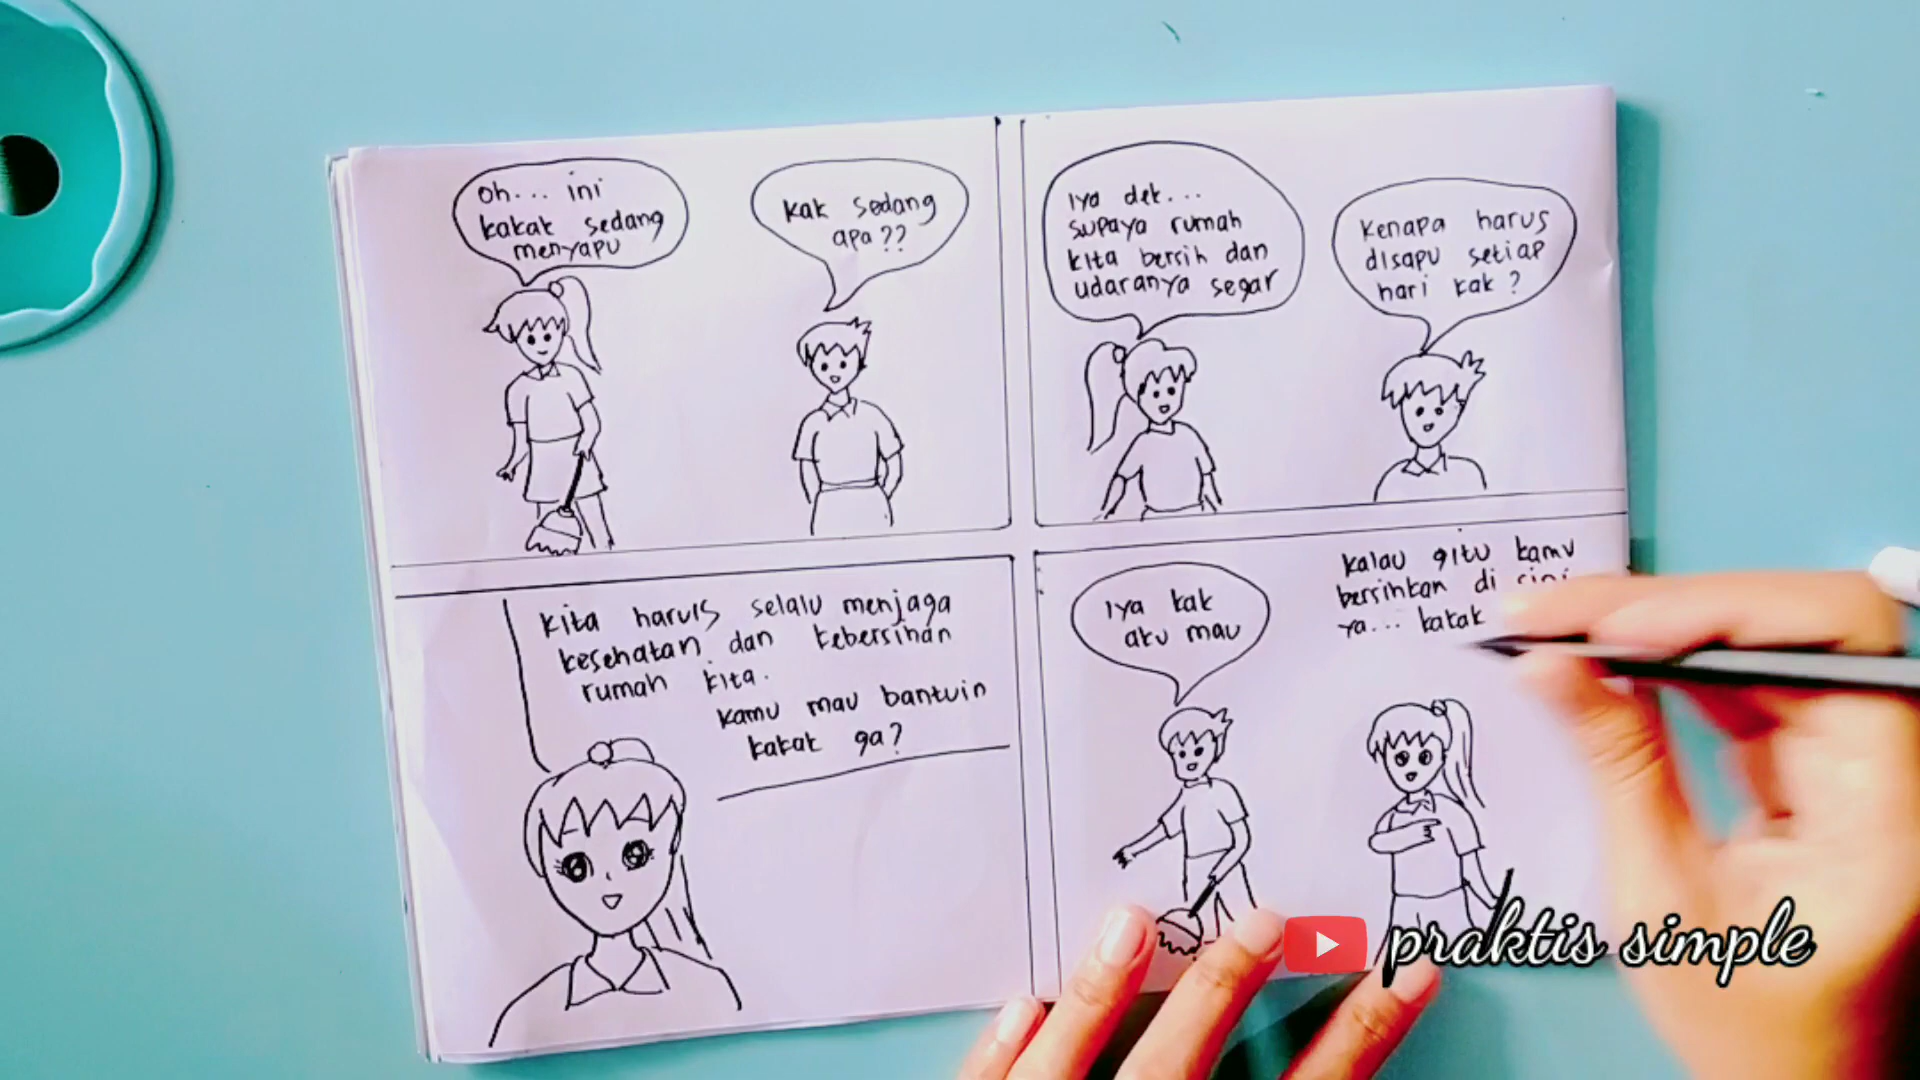 oh... ini
kakak sedang
menyapu
kak sedang
apa??
Iya dek...
supaya rumah
kita bersih dan
udaranya segar
Kenapa harus
disapu setiap
hari kak?
kita harus selalu menjaga
kesehatan dan kebersihan
rumah kita.
kamu mau bantuin
kakak ga?
Iya kak
aku mau
kalau gitu kamu
bersihkan di sini
ya... kakak
praktis simple